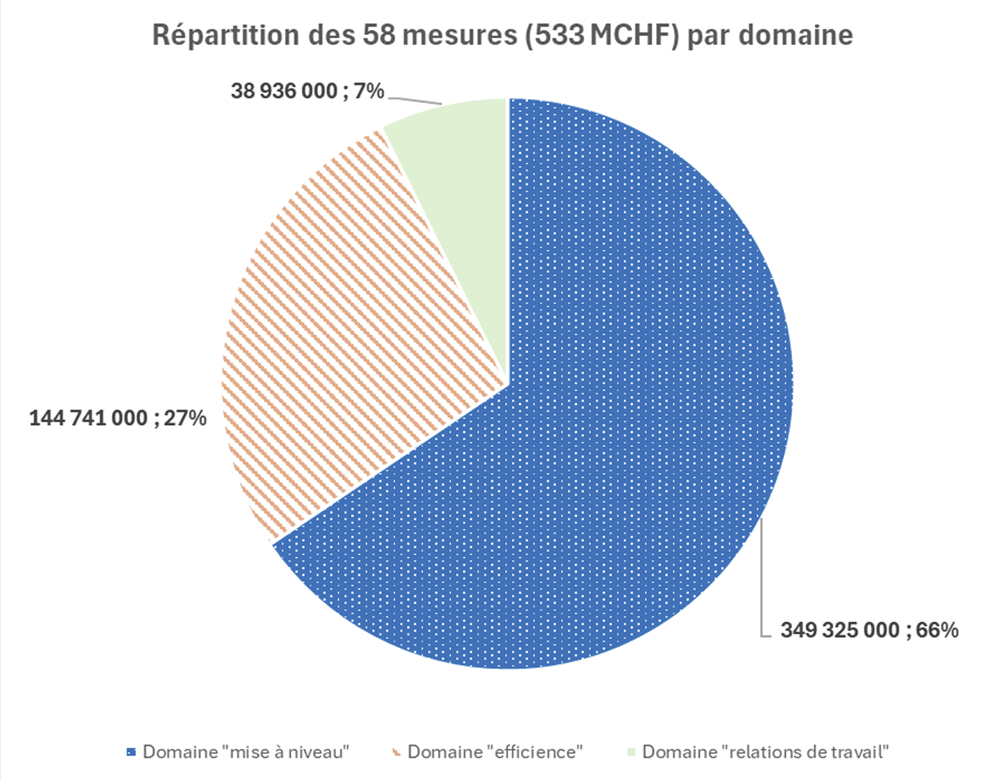 Répartition des 58 mesures (533 MCHF) par domaine
38 936 000 ; 7%
144 741 000 ; 27%
349 325 000 ; 66%
Domaine "mise à niveau"
Domaine "efficience"
Domaine "relations de travail"